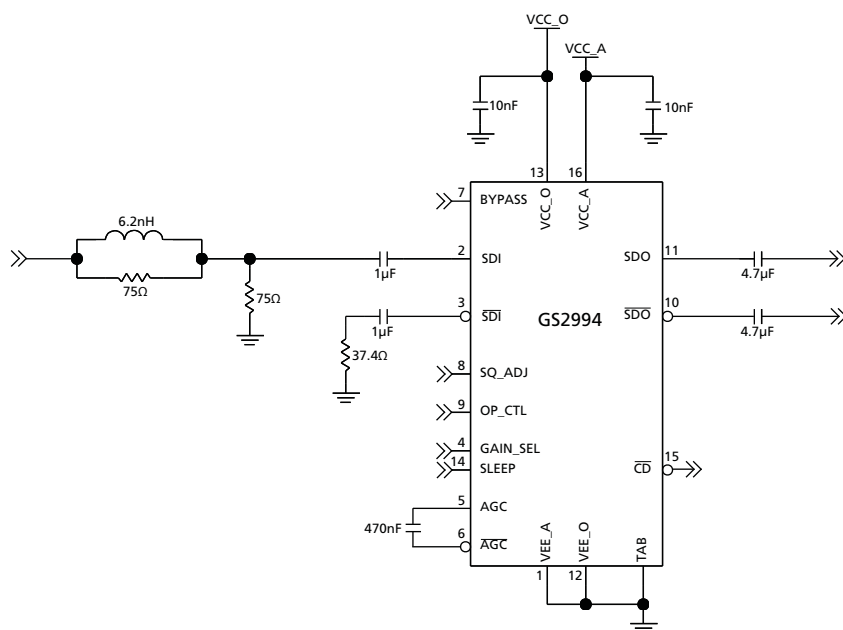 VCC_O
VCC_A
10nF
10nF
13
16
7
BYPASS
VCC_O
VCC_A
6.2nH
75Ω
75Ω
1µF
2
SDI
SDO
11
4.7µF
3
SDI
1µF
37.4Ω
GS2994
SDO
10
4.7µF
8
SQ_ADJ
9
OP_CTL
4
GAIN_SEL
14
SLEEP
CD
15
5
AGC
470nF
6
AGC
VEE_A
VEE_O
TAB
1
12